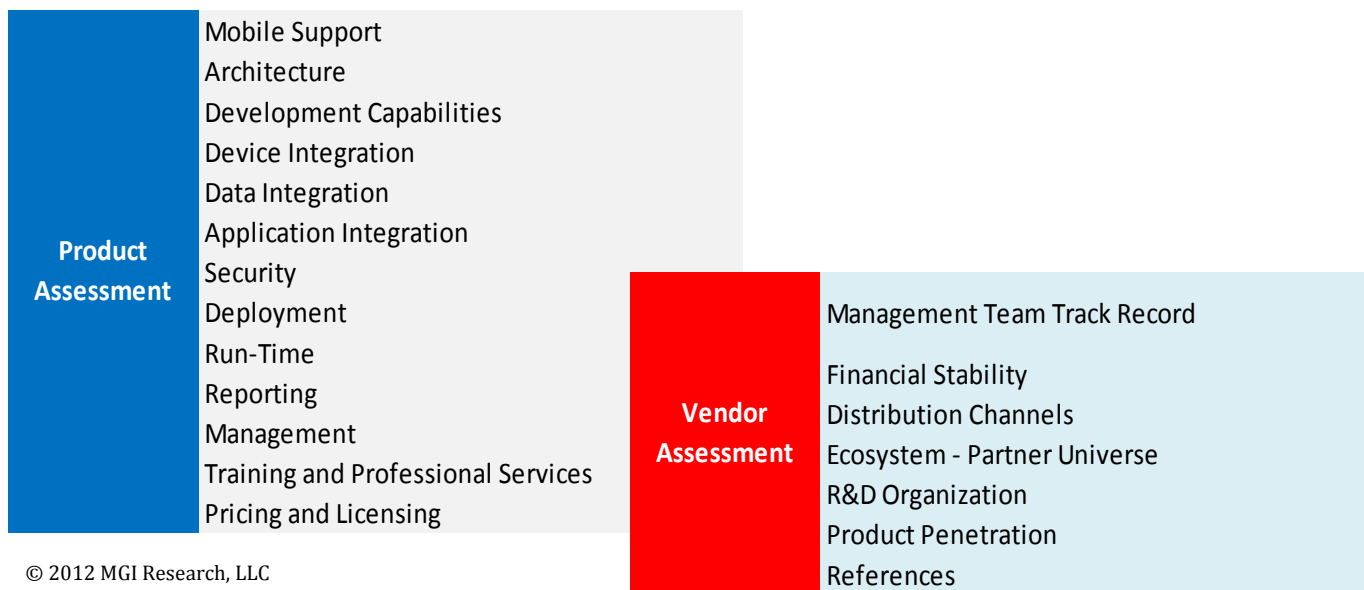 Product
Assessment
Mobile Support
Architecture
Development Capabilities
Device Integration
Data Integration
Application Integration
Security
Deployment
Run-Time
Reporting
Management
Training and Professional Services
Pricing and Licensing
Vendor
Assessment
Management Team Track Record
Financial Stability
Distribution Channels
Ecosystem - Partner Universe
R&D Organization
Product Penetration
References
© 2012 MGI Research, LLC